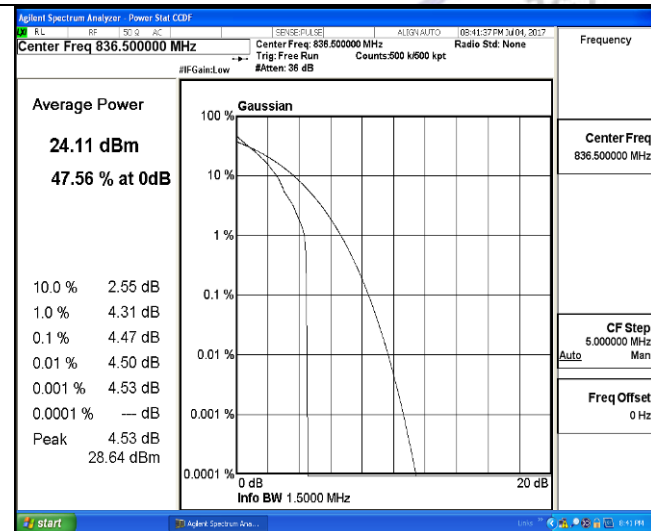 Agilent Spectrum Analyzer - Power Stat CCDF
RL RF 50 Ω AC SENSE:PULSE ALIGN AUTO 08:41:37 PM Jul 04, 2017
Center Freq 836.500000 MHz
Center Freq: 836.500000 MHz Radio Std: None
Trig: Free Run Counts:500 k/500 kpt
#IFGain:Low #Atten: 36 dB
Frequency
Average Power
24.11 dBm
47.56 % at 0dB
10.0 % 2.55 dB
1.0 % 4.31 dB
0.1 % 4.47 dB
0.01 % 4.50 dB
0.001 % 4.53 dB
0.0001 % --- dB
Peak 4.53 dB
28.64 dBm
Gaussian
100 %
10 %
1 %
0.1 %
0.01 %
0.001 %
0.0001 %
0 dB 20 dB
Info BW 1.5000 MHz
Center Freq
836.500000 MHz
CF Step
5.000000 MHz
Auto Man
Freq Offset
0 Hz
start
Agilent Spectrum Ana...
Links
8:41 PM